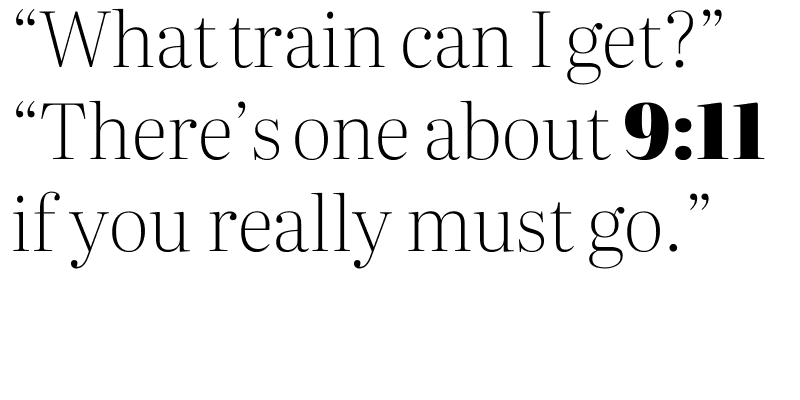 “What train can I get?”
“There’s one about 9:11
if you really must go.”